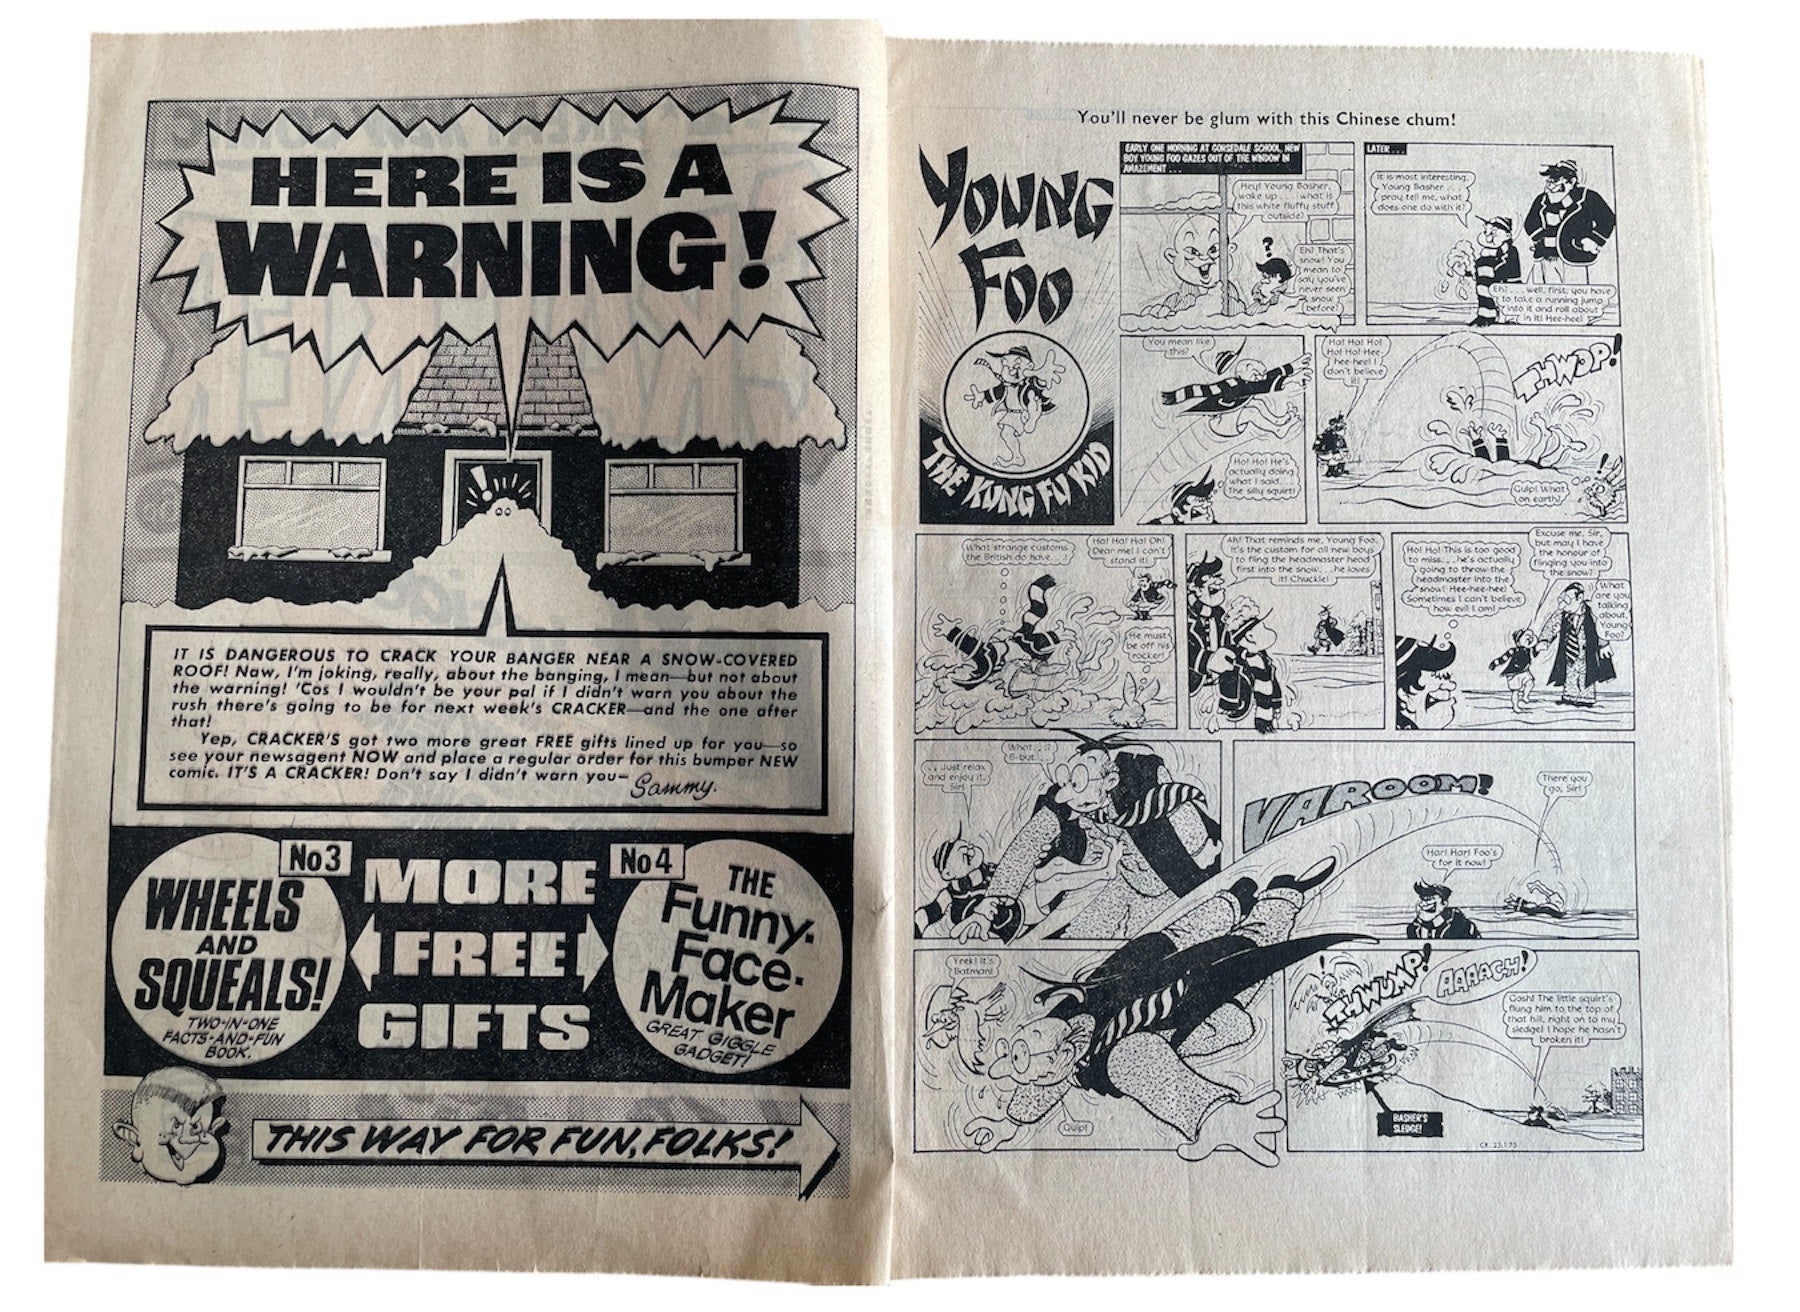 HERE IS A
WARNING!
!
IT IS DANGEROUS TO CRACK YOUR BANGER NEAR A SNOW-COVERED
ROOF! Naw, I'm joking, really, about the banging, I mean—but not about
the warning! 'Cos I wouldn't be your pal if I didn't warn you about the
rush there's going to be for next week's CRACKER—and the one after
that!
Yep, CRACKER'S got two more great FREE gifts lined up for you—so
see your newsagent NOW and place a regular order for this bumper NEW
comic. IT'S A CRACKER! Don't say I didn't warn you—
Sammy.
No 3
WHEELS
AND
SQUEALS!
TWO-IN-ONE
FACTS-AND-FUN
BOOK.
MORE
FREE
GIFTS
No 4
THE
Funny-
Face-
Maker
GREAT GIGGLE
GADGET!
THIS WAY FOR FUN, FOLKS!
You'll never be glum with this Chinese chum!
YOUNG
FOO
THE KUNG FU KID
EARLY ONE MORNING AT GORSEDALE SCHOOL, NEW
BOY YOUNG FOO GAZES OUT OF THE WINDOW IN
AMAZEMENT . . .
Hey! Young Basher,
wake up . . . what is
this white fluffy stuff
outside?
?
Eh? That's
snow! You
mean to
say you've
never seen
snow
before?
LATER . . .
It is most interesting,
Young Basher . . .
pray tell me, what
does one do with it?
Eh? . . . well, first, you have
to take a running jump
into it and roll about
in it! Hee-hee!
You mean like
this?
Ho! Ho! He's
actually doing
what I said . . .
The silly squirt!
Ha! Ha! Ho!
Ho! Ho! Hee-
hee-hee! I
don't believe
it!
THWOP!
Gulp! What
on earth?
!
What strange customs
the British do have . . . !
Ha! Ha! Ha! Oh!
Dear me! I can't
stand it!
He must
be off his
rocker!
Ah! That reminds me, Young Foo.
It's the custom for all new boys
to fling the headmaster head
first into the snow . . . he loves
it! Chuckle!
Ho! Ho! This is too good
to miss . . . he's actually
going to throw the
headmaster into the
snow! Hee-hee-hee!
Sometimes I can't believe
how evil I am!
Excuse me, Sir,
but may I have
the honour of
flinging you into
the snow?
What
are you
talking
about,
Young
Foo?
. . Just relax
and enjoy it,
Sir!
What . . !?
B-but . . .
VAROOM!
There you
go, Sir!
Har! Har! Foo's
for it now!
Yeek! It's
Batman!
Gulp!
THWUMP!
AAAACH!
Gosh! The little squirt's
flung him to the top of
that hill, right on to my
sledge! I hope he hasn't
broken it!
BASHER'S
SLEDGE!
CR. 23.1.75